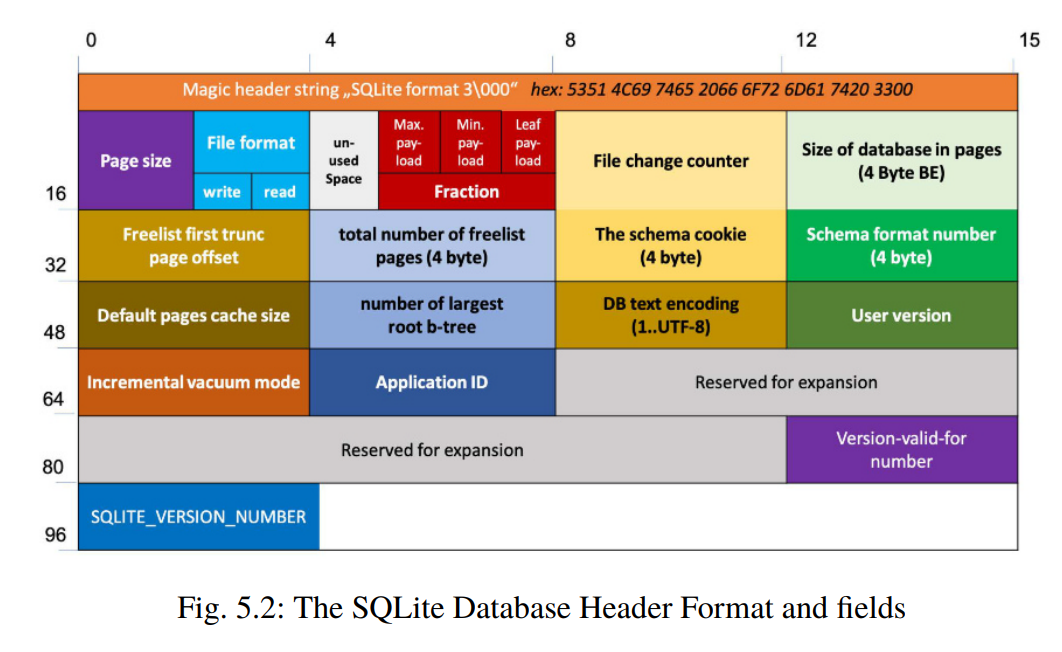 0 4 8 12 15
Magic header string „SQLite format 3\000“ hex: 5351 4C69 7465 2066 6F72 6D61 7420 3300
Page size
File format
write read
un-
used
Space
Max.
pay-
load
Min.
pay-
load
Leaf
pay-
load
Fraction
File change counter
Size of database in pages
(4 Byte BE)
16
Freelist first trunc
page offset
total number of freelist
pages (4 byte)
The schema cookie
(4 byte)
Schema format number
(4 byte)
32
Default pages cache size
number of largest
root b-tree
DB text encoding
(1..UTF-8)
User version
48
Incremental vacuum mode
Application ID
Reserved for expansion
64
Reserved for expansion
Version-valid-for
number
80
SQLITE_VERSION_NUMBER
96
Fig. 5.2: The SQLite Database Header Format and fields